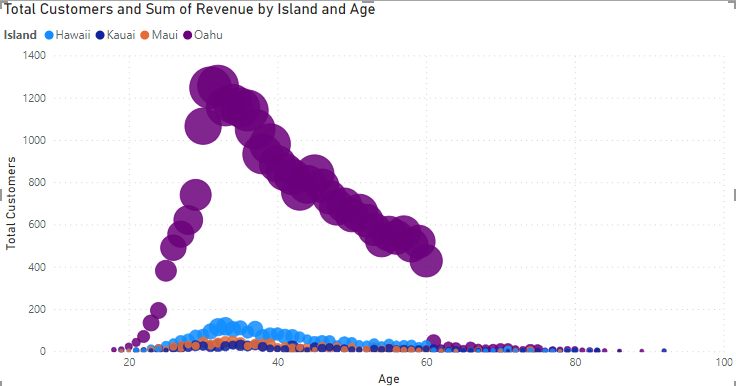 Total Customers and Sum of Revenue by Island and Age
Island Hawaii Kauai Maui Oahu
1400
1200
1000
800
600
400
200
0
Total Customers
20 40 60 80 100
Age